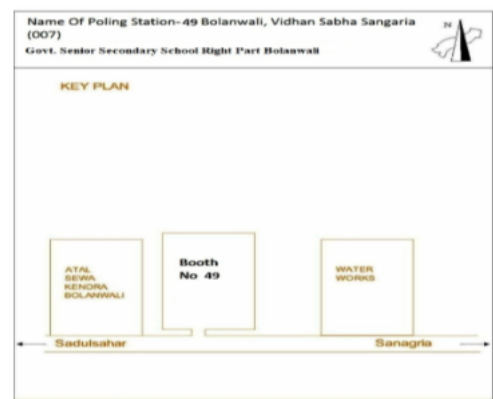 Name Of Poling Station-49 Bolanwali, Vidhan Sabha Sangaria
(007)
N
Govt. Senior Secondary School Right Part Bolanwali
KEY PLAN
ATAL
SEWA
KENDRA
BOLANWALI
Booth
No 49
WATER
WORKS
Sadulsahar
Sanagria